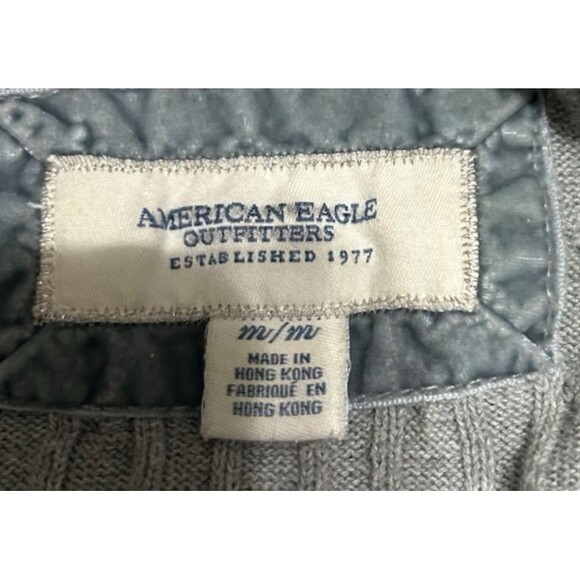 AMERICAN EAGLE
OUTFITTERS
ESTABLISHED 1977
m/m
MADE IN
HONG KONG
FABRIQUÉ EN
HONG KONG